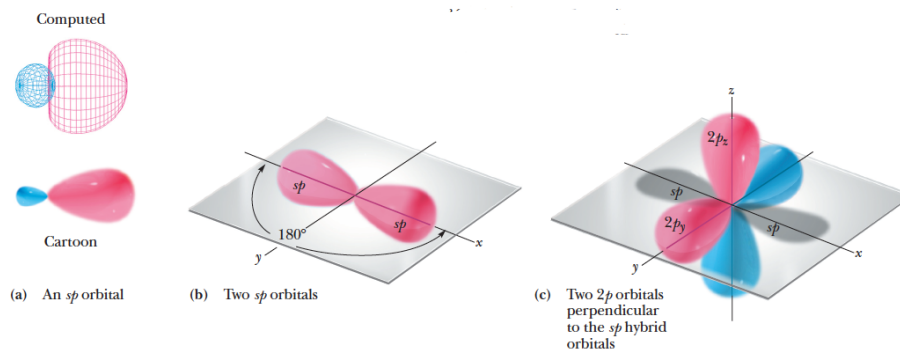 Computed
Cartoon
(a) An sp orbital
sp
sp
180°
y
x
(b) Two sp orbitals
z
2pz
sp
2py
sp
y
x
(c) Two 2p orbitals
perpendicular
to the sp hybrid
orbitals